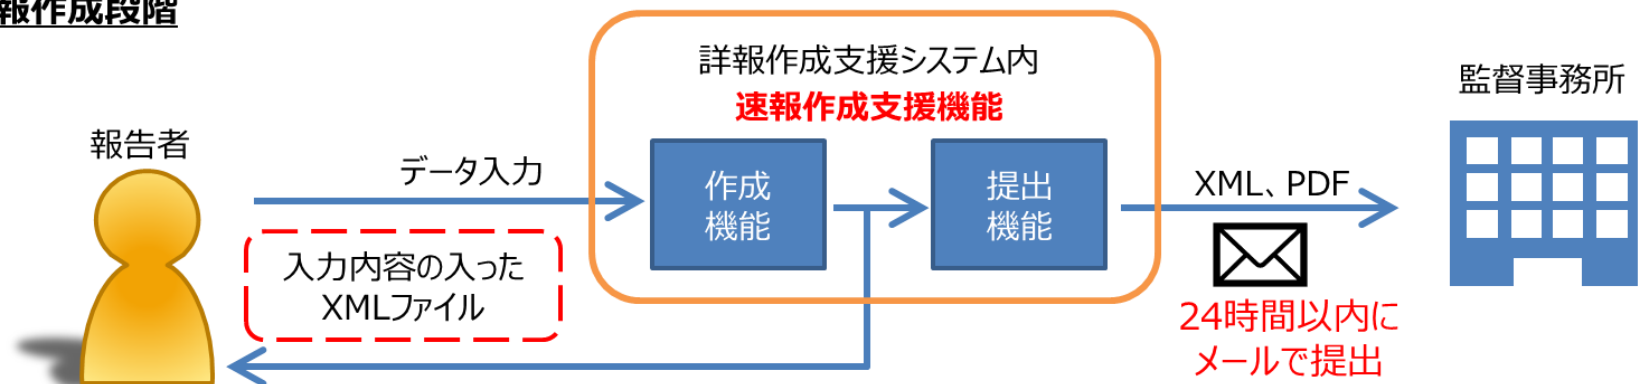 報作成段階
詳報作成支援システム内
速報作成支援機能
監督事務所
報告者
データ入力
作成
機能
提出
機能
XML、PDF
入力内容の入った
XMLファイル
24時間以内に
メールで提出